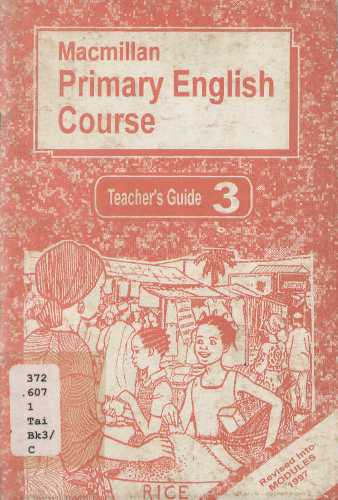 Macmillan
Primary English
Course
Teacher's Guide 3
372
.607
1
Tai
Bk3/
C
Revised Into
MODULES
1997
RICE